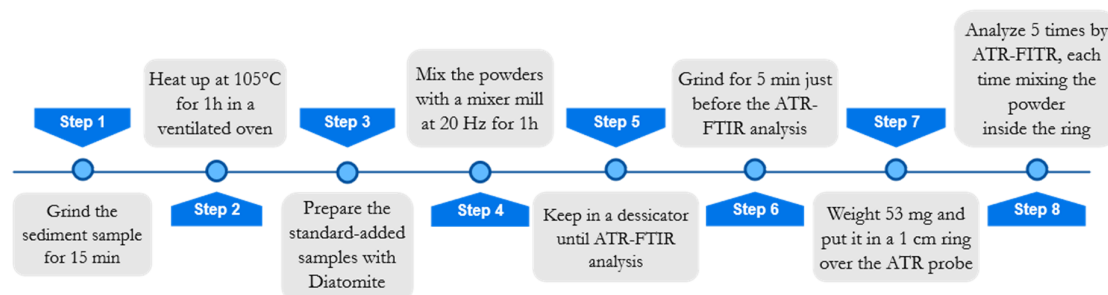 Step 1
Grind the
sediment sample
for 15 min
Heat up at 105°C
for 1h in a
ventilated oven
Step 2
Step 3
Prepare the
standard-added
samples with
Diatomite
Mix the powders
with a mixer mill
at 20 Hz for 1h
Step 4
Step 5
Keep in a dessicator
until ATR-FTIR
analysis
Grind for 5 min just
before the ATR-
FTIR analysis
Step 6
Step 7
Weight 53 mg and
put it in a 1 cm ring
over the ATR probe
Analyze 5 times by
ATR-FITR, each
time mixing the
powder
inside the ring
Step 8